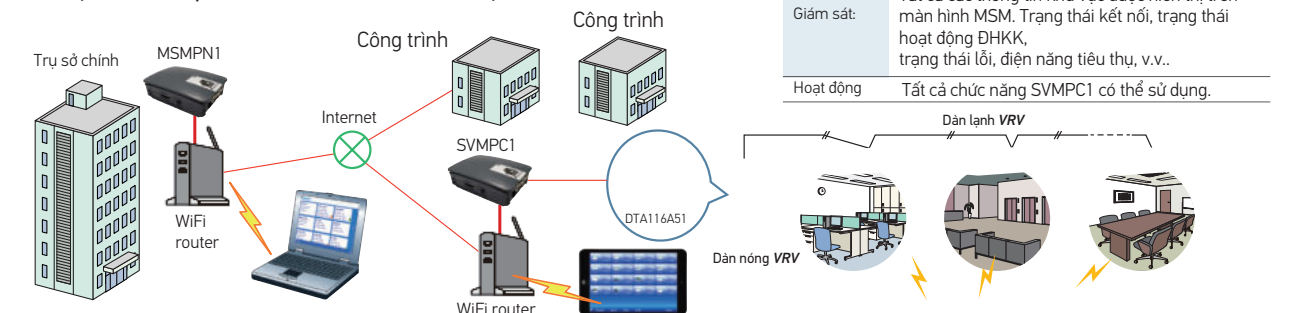 Công trình
Công trình
Trụ sở chính
MSMPN1
Internet
SVMPC1
WiFi
router
DTA116A51
WiFi router
Giám sát:
màn hình MSM. Trạng thái kết nối, trạng thái
hoạt động ĐHKK,
trạng thái lỗi, điện năng tiêu thụ, v.v..
Hoạt động
Tất cả chức năng SVMPC1 có thể sử dụng.
Dàn lạnh VRV
Dàn nóng VRV